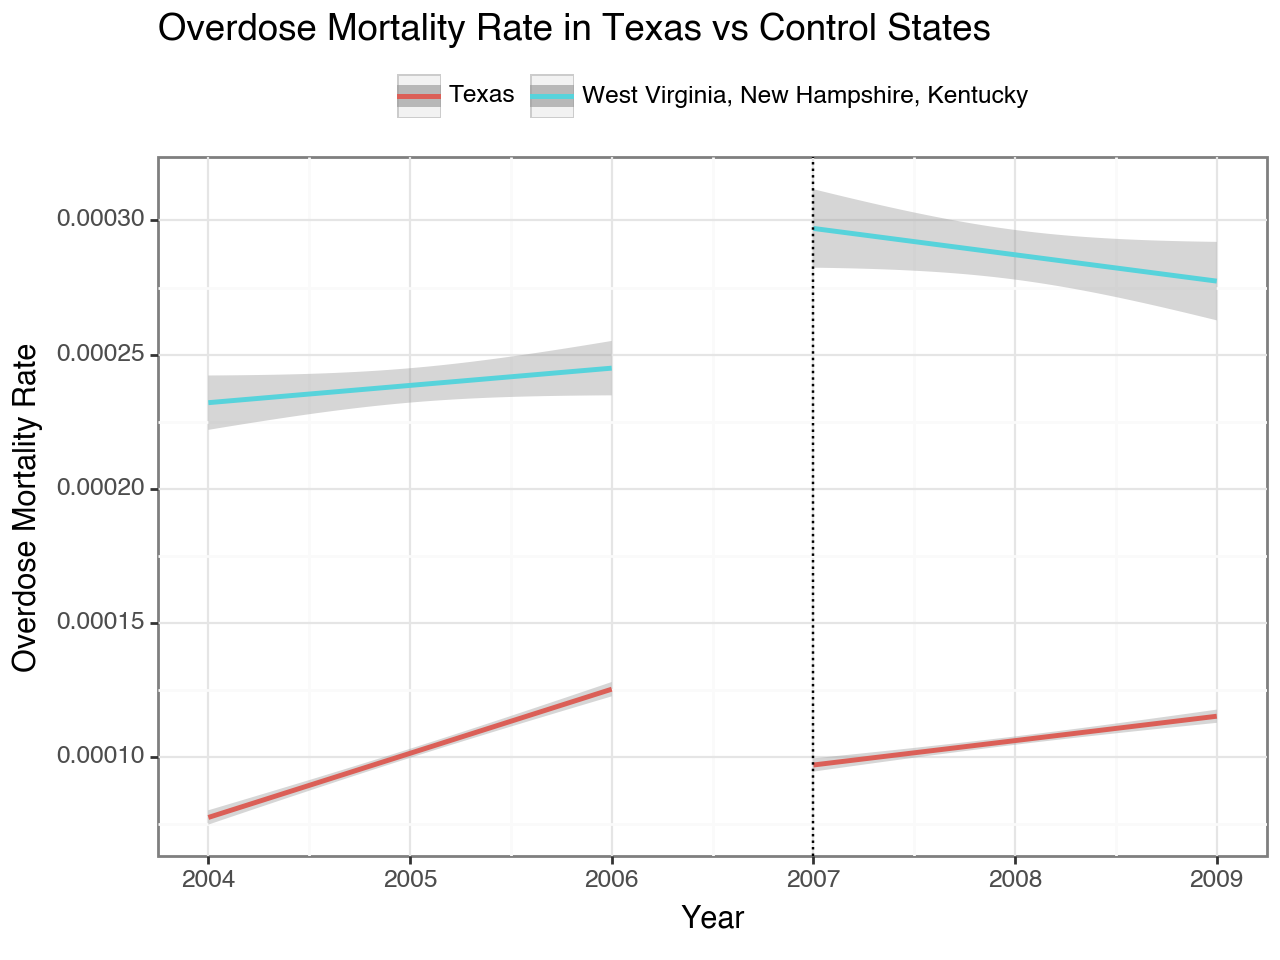 Overdose Mortality Rate in Texas vs Control States
Texas
West Virginia, New Hampshire, Kentucky
Overdose Mortality Rate
0.00030
0.00025
0.00020
0.00015
0.00010
2004
2005
2006
2007
2008
2009
Year